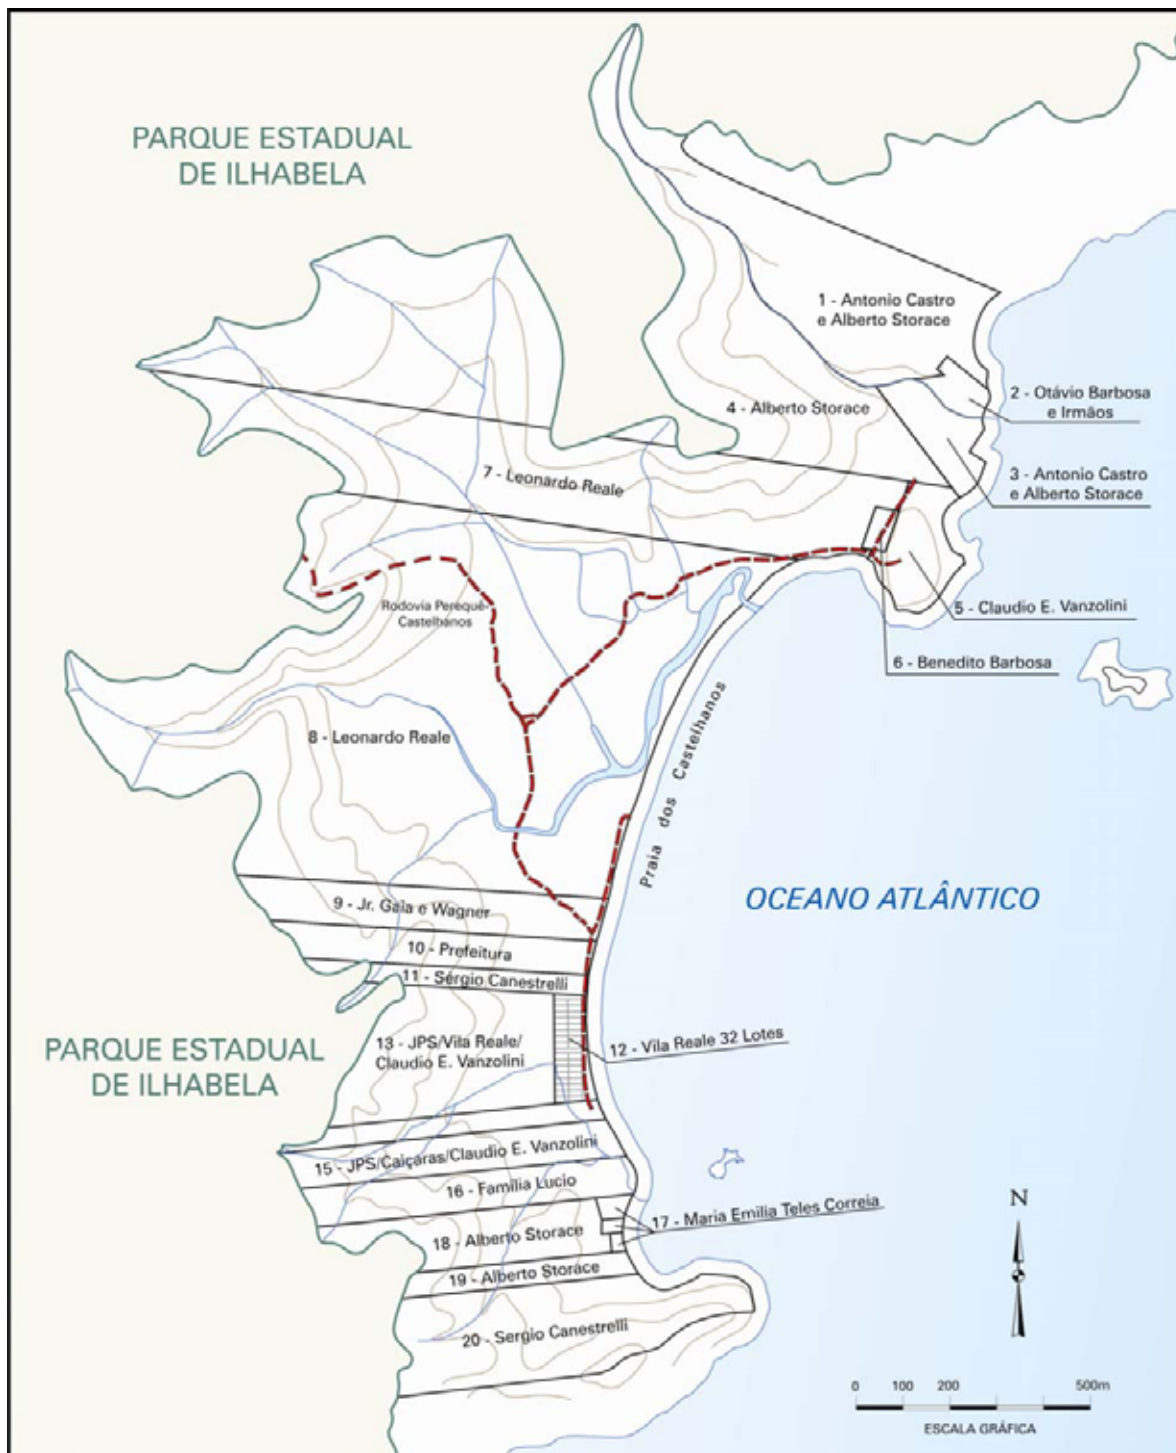 PARQUE ESTADUAL
DE ILHABELA
1 - Antonio Castro
e Alberto Storace
2 - Otávio Barbosa
e Irmãos
3 - Antonio Castro
e Alberto Storace
4 - Alberto Storace
7 - Leonardo Reale
5 - Claudio E. Vanzolini
6 - Benedito Barbosa
Rodovia Perequê-
Castelhanos
8 - Leonardo Reale
Praia dos Castelhanos
OCEANO ATLÂNTICO
9 - Jr. Gaia e Wagner
10 - Prefeitura
11 - Sérgio Canestrelli
12 - Vila Reale 32 Lotes
13 - JPS/Vila Reale/
Claudio E. Vanzolini
PARQUE ESTADUAL
DE ILHABELA
15 - JPS/Caiçaras/Claudio E. Vanzolini
16 - Família Lucio
17 - Maria Emilia Teles Correia
18 - Alberto Storace
19 - Alberto Storace
20 - Sergio Canestrelli
N
0 100 200 500m
ESCALA GRÁFICA